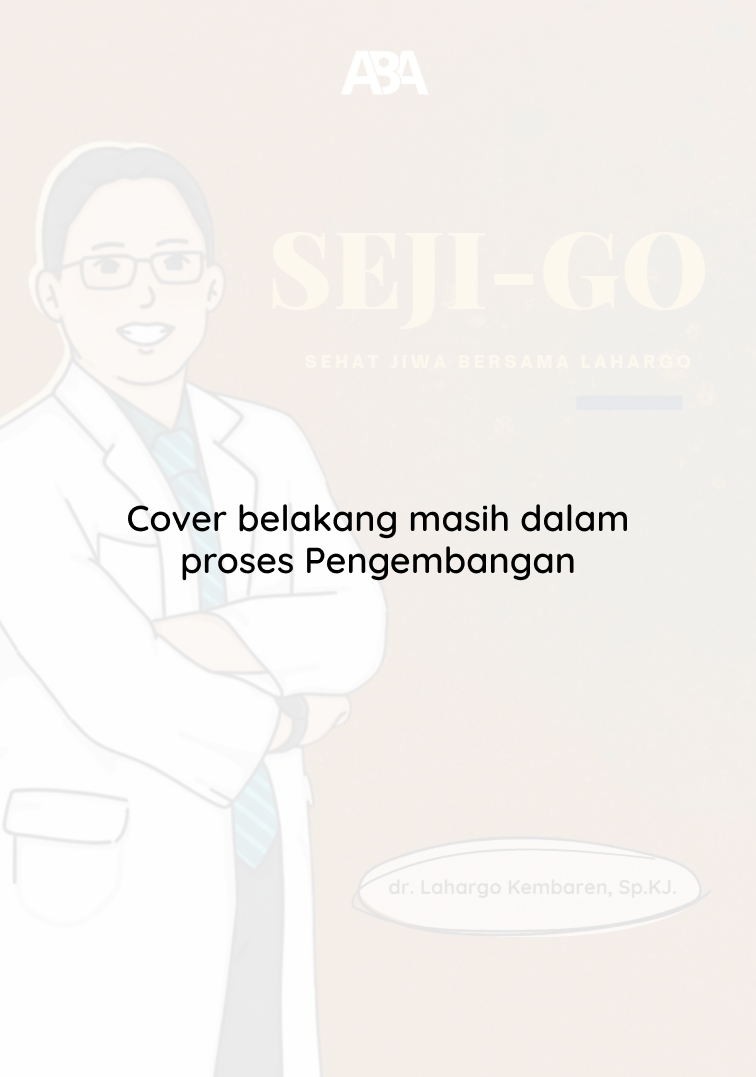 ABA
SEJI-GO
SEHAT JIWA BERSAMA LAHARGO
Cover belakang masih dalam
proses Pengembangan
dr. Lahargo Kembaren, Sp.KJ.